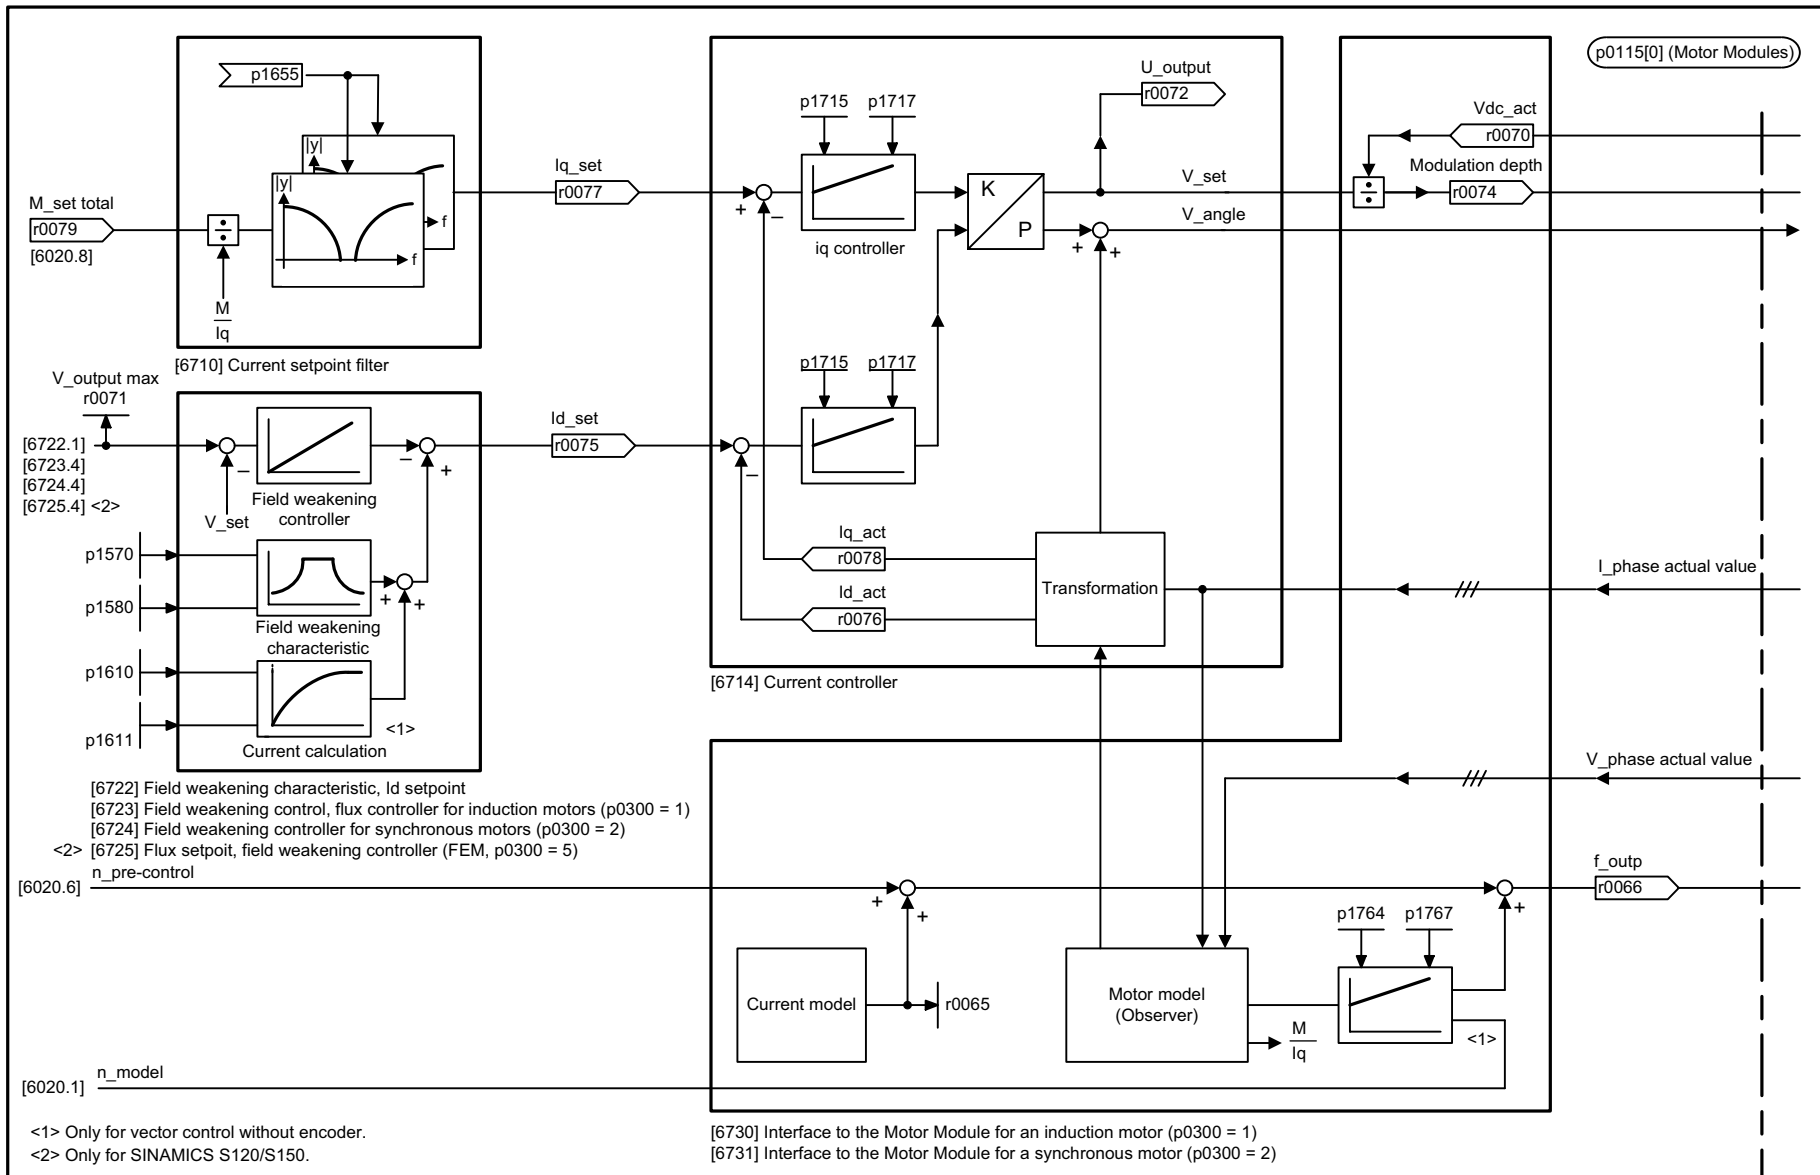 p0115[0] (Motor Modules)
p1655
|y|
f
|y|
f
M_set total
r0079
[6020.8]
÷
M
Iq
[6710] Current setpoint filter
Iq_set
r0077
+
–
p1715
p1717
iq controller
K
P
U_output
r0072
V_set
V_angle
+
+
÷
Vdc_act
r0070
Modulation depth
r0074
V_output max
r0071
[6722.1]
[6723.4]
[6724.4]
[6725.4] <2>
–
V_set
Field weakening
controller
–
+
p1570
p1580
Field weakening
characteristic
+
+
p1610
p1611
Current calculation
<1>
Id_set
r0075
–
p1715
p1717
Iq_act
r0078
Id_act
r0076
Transformation
[6714] Current controller
I_phase actual value
V_phase actual value
[6722] Field weakening characteristic, Id setpoint
[6723] Field weakening control, flux controller for induction motors (p0300 = 1)
[6724] Field weakening controller for synchronous motors (p0300 = 2)
<2> [6725] Flux setpoit, field weakening controller (FEM, p0300 = 5)
n_pre-control
[6020.6]
+
+
Current model
r0065
Motor model
(Observer)
M
Iq
p1764
p1767
<1>
+
f_outp
r0066
n_model
[6020.1]
<1> Only for vector control without encoder.
<2> Only for SINAMICS S120/S150.
[6730] Interface to the Motor Module for an induction motor (p0300 = 1)
[6731] Interface to the Motor Module for a synchronous motor (p0300 = 2)